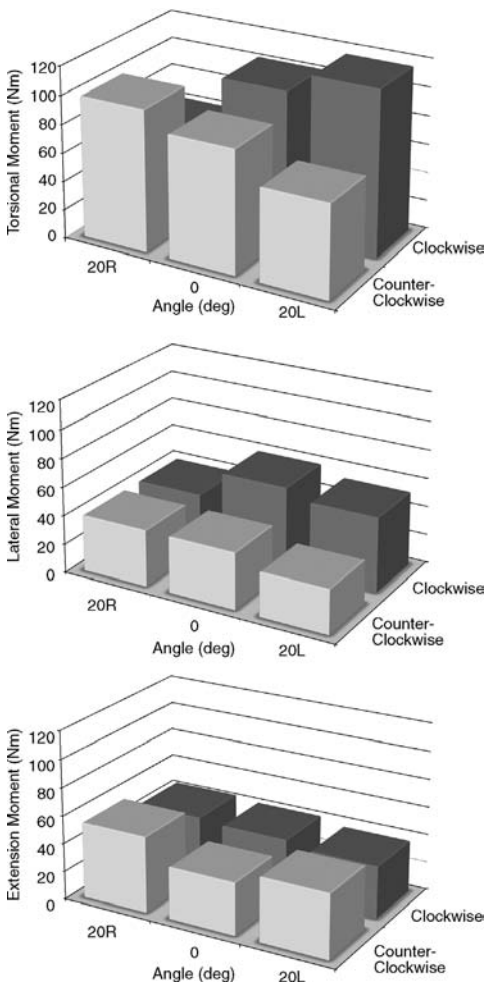 Torsional Moment (Nm)
120
100
80
60
40
20
0
20R
0
20L
Angle (deg)
Clockwise
Counter-
Clockwise
Lateral Moment (Nm)
120
100
80
60
40
20
0
20R
0
20L
Angle (deg)
Clockwise
Counter-
Clockwise
Extension Moment (Nm)
120
100
80
60
40
20
0
20R
0
20L
Angle (deg)
Clockwise
Counter-
Clockwise